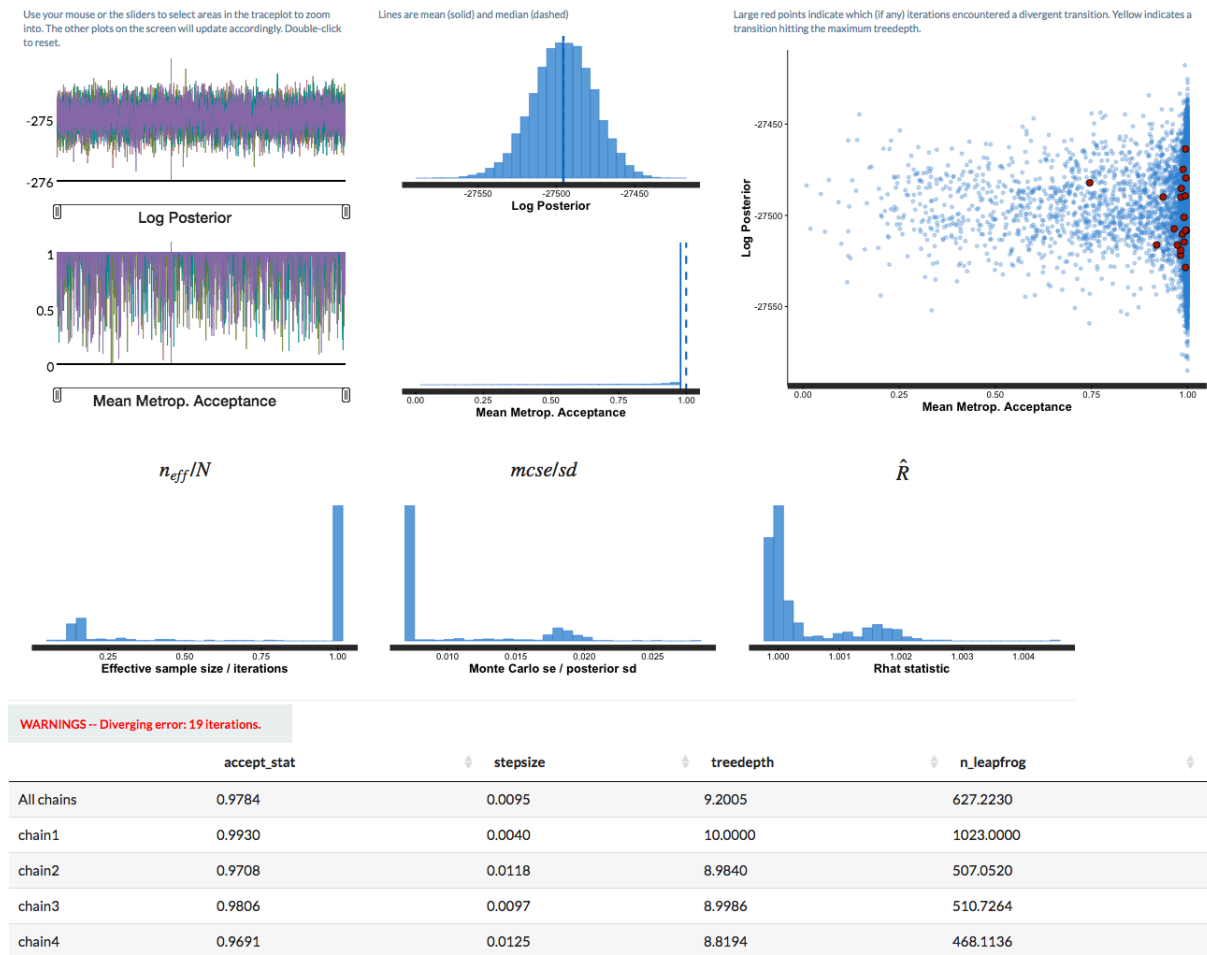 Use your mouse or the sliders to select areas in the traceplot to zoom
into. The other plots on the screen will update accordingly. Double-click
to reset.
-275
-276
Log Posterior
1
0.5
0
Mean Metrop. Acceptance
Lines are mean (solid) and median (dashed)
-27550 -27500 -27450
Log Posterior
0.00 0.25 0.50 0.75 1.00
Mean Metrop. Acceptance
Large red points indicate which (if any) iterations encountered a divergent transition. Yellow indicates a
transition hitting the maximum treedepth.
Log Posterior
-27450
-27500
-27550
0.00 0.25 0.50 0.75 1.00
Mean Metrop. Acceptance
n_eff/N
0.25 0.50 0.75 1.00
Effective sample size / iterations
mcse/sd
0.010 0.015 0.020 0.025
Monte Carlo se / posterior sd
R̂
1.000 1.001 1.002 1.003 1.004
Rhat statistic
WARNINGS -- Diverging error: 19 iterations.
accept_stat stepsize treedepth n_leapfrog
All chains 0.9784 0.0095 9.2005 627.2230
chain1 0.9930 0.0040 10.0000 1023.0000
chain2 0.9708 0.0118 8.9840 507.0520
chain3 0.9806 0.0097 8.9986 510.7264
chain4 0.9691 0.0125 8.8194 468.1136